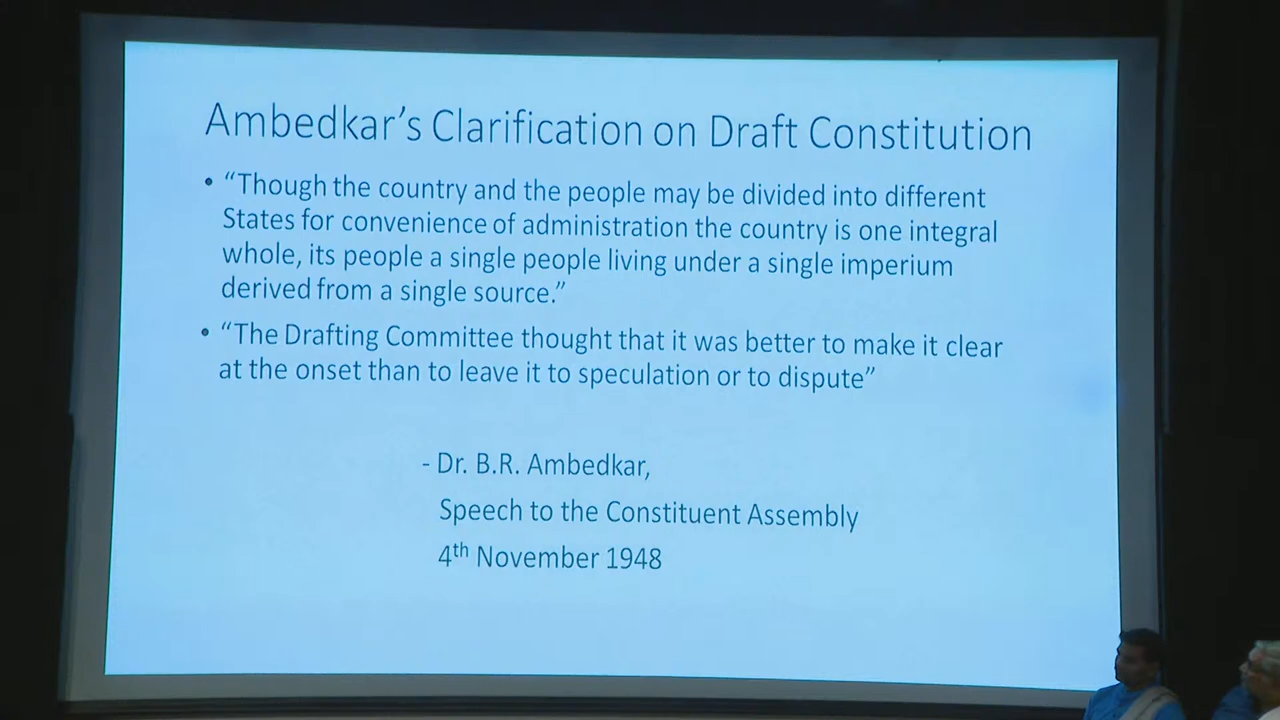 Ambedkar’s Clarification on Draft Constitution
• “Though the country and the people may be divided into different
States for convenience of administration the country is one integral
whole, its people a single people living under a single imperium
derived from a single source.”
• “The Drafting Committee thought that it was better to make it clear
at the onset than to leave it to speculation or to dispute”
- Dr. B.R. Ambedkar,
Speech to the Constituent Assembly
4th November 1948